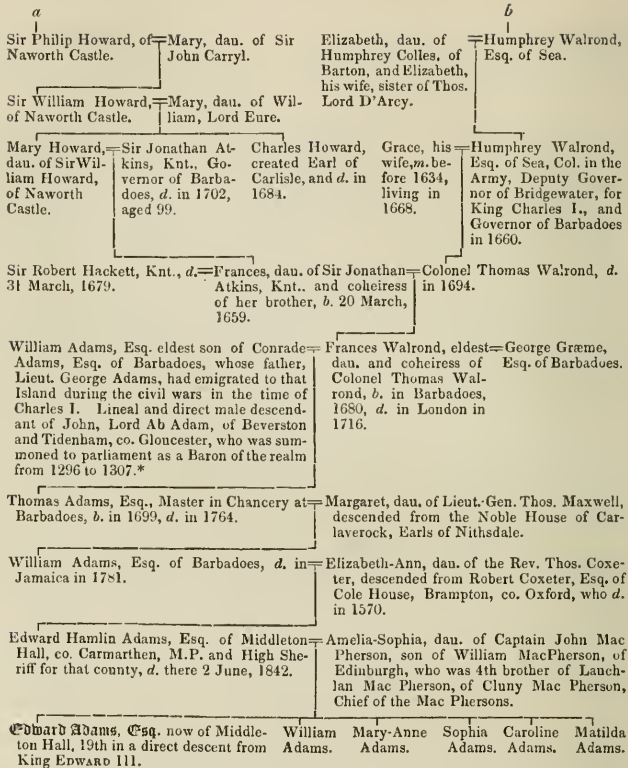 a
b
Sir Philip Howard, of Naworth Castle.
Mary, dau. of Sir John Carryl.
Elizabeth, dau. of Humphrey Colles, of Barton, and Elizabeth, his wife, sister of Thos. Lord D'Arcy.
Humphrey Walrond, Esq. of Sea.
Sir William Howard, of Naworth Castle.
Mary, dau. of William, Lord Eure.
Mary Howard, dau. of Sir William Howard, of Naworth Castle.
Sir Jonathan Atkins, Knt., Governor of Barbadoes, d. in 1702, aged 99.
Charles Howard, created Earl of Carlisle, and d. in 1684.
Grace, his wife, m. before 1634, living in 1668.
Humphrey Walrond, Esq. of Sea, Col. in the Army, Deputy Governor of Bridgewater, for King Charles I., and Governor of Barbadoes in 1660.
Sir Robert Hackett, Knt., d. 31 March, 1679.
Frances, dau. of Sir Jonathan Atkins, Knt.. and coheiress of her brother, b. 20 March, 1659.
Colonel Thomas Walrond, d. in 1694.
William Adams, Esq. eldest son of Conrade Adams, Esq. of Barbadoes, whose father, Lieut. George Adams, had emigrated to that Island during the civil wars in the time of Charles I. Lineal and direct male descendant of John, Lord Ab Adam, of Beverston and Tidenham, co. Gloucester, who was summoned to parliament as a Baron of the realm from 1296 to 1307.*
Frances Walrond, eldest dau. and coheiress of Colonel Thomas Walrond, b. in Barbadoes, 1680, d. in London in 1716.
George Græme, Esq. of Barbadoes.
Thomas Adams, Esq., Master in Chancery at Barbadoes, b. in 1699, d. in 1764.
Margaret, dau. of Lieut.-Gen. Thos. Maxwell, descended from the Noble House of Carlaverock, Earls of Nithsdale.
William Adams, Esq. of Barbadoes, d. in Jamaica in 1781.
Elizabeth-Ann, dau. of the Rev. Thos. Coxeter, descended from Robert Coxeter, Esq. of Cole House, Brampton, co. Oxford, who d. in 1570.
Edward Hamlin Adams, Esq. of Middleton Hall, co. Carmarthen, M.P. and High Sheriff for that county, d. there 2 June, 1842.
Amelia-Sophia, dau. of Captain John Mac Pherson, son of William MacPherson, of Edinburgh, who was 4th brother of Lauchlan Mac Pherson, of Cluny Mac Pherson, Chief of the Mac Phersons.
Edward Adams, Esq. now of Middleton Hall, 19th in a direct descent from King EDWARD III.
William Adams.
Mary-Anne Adams.
Sophia Adams.
Caroline Adams.
Matilda Adams.